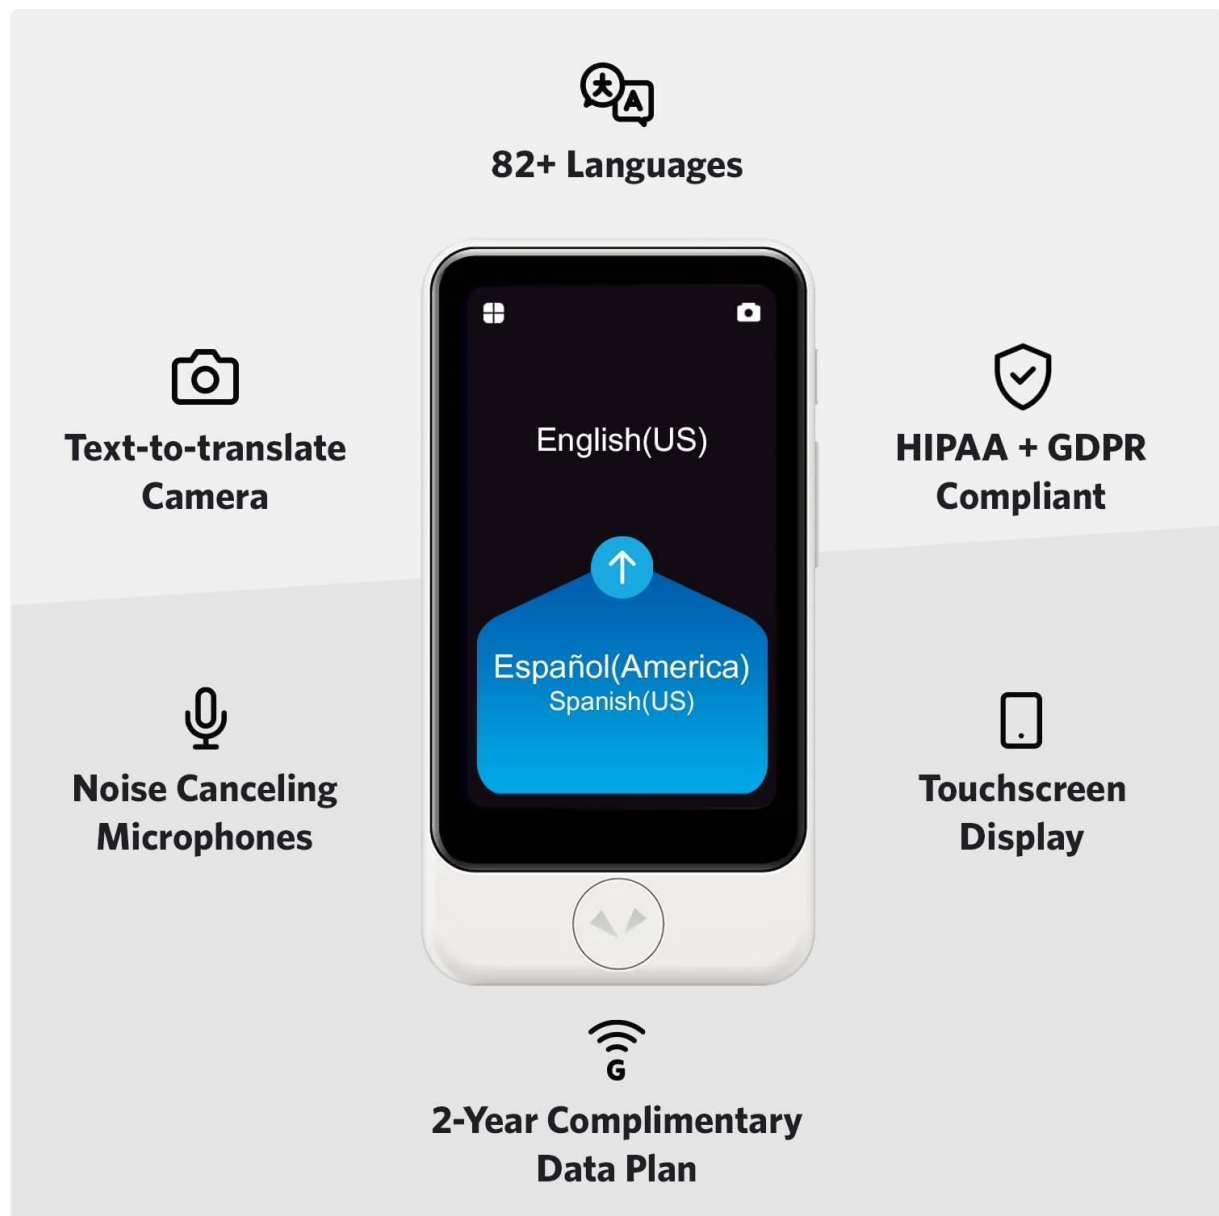 82+ Languages
Text-to-translate
Camera
HIPAA + GDPR
Compliant
English(US)
Español(America)
Spanish(US)
Noise Canceling
Microphones
Touchscreen
Display
G
2-Year Complimentary
Data Plan